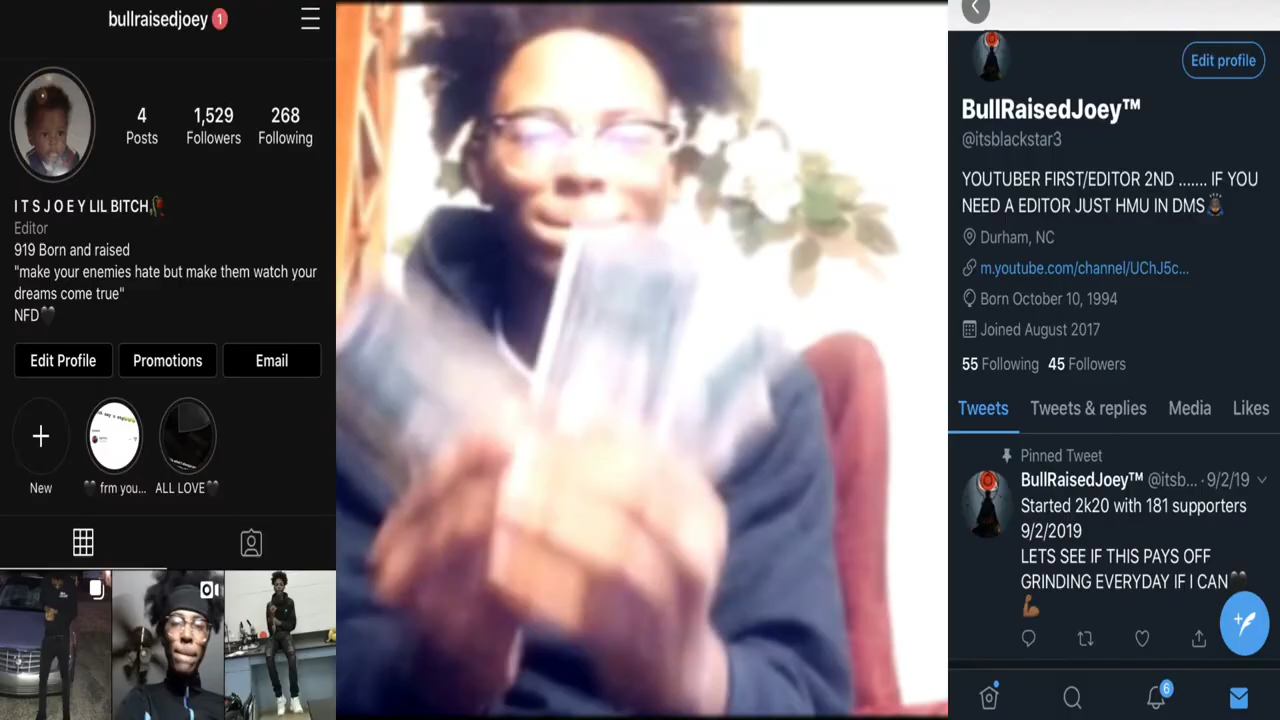 bullraisedjoey 1
4 1,529 268
Posts Followers Following
I T S J O E Y LIL BITCH🥀
Editor
919 Born and raised
"make your enemies hate but make them watch your
dreams come true"
NFD🖤
Edit Profile Promotions Email
New 🖤 frm you... ALL LOVE🖤
Edit profile
BullRaisedJoey™
@itsblackstar3
YOUTUBER FIRST/EDITOR 2ND ....... IF YOU
NEED A EDITOR JUST HMU IN DMS
Durham, NC
m.youtube.com/channel/UChJ5c...
Born October 10, 1994
Joined August 2017
55 Following 45 Followers
Tweets Tweets & replies Media Likes
Pinned Tweet
BullRaisedJoey™ @itsb... · 9/2/19
Started 2k20 with 181 supporters
9/2/2019
LETS SEE IF THIS PAYS OFF
GRINDING EVERYDAY IF I CAN🖤
💪🏾
6